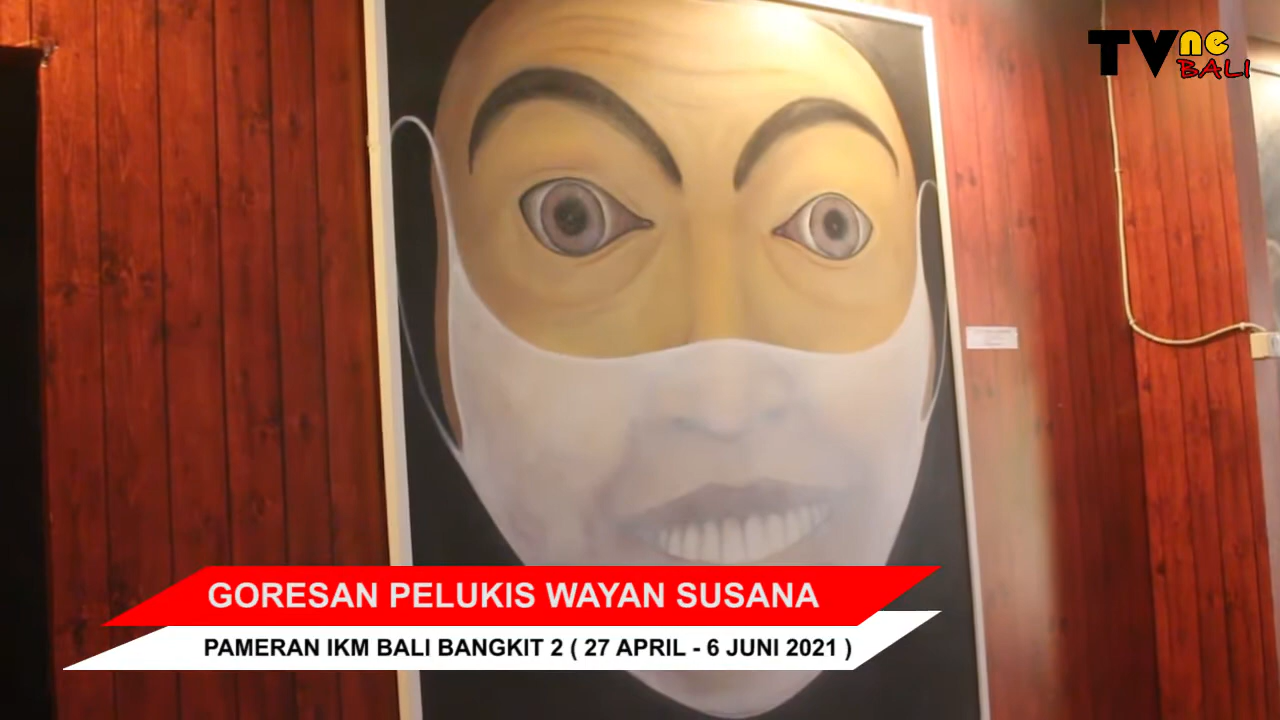 TVne
BALI
GORESAN PELUKIS WAYAN SUSANA
PAMERAN IKM BALI BANGKIT 2 ( 27 APRIL - 6 JUNI 2021 )